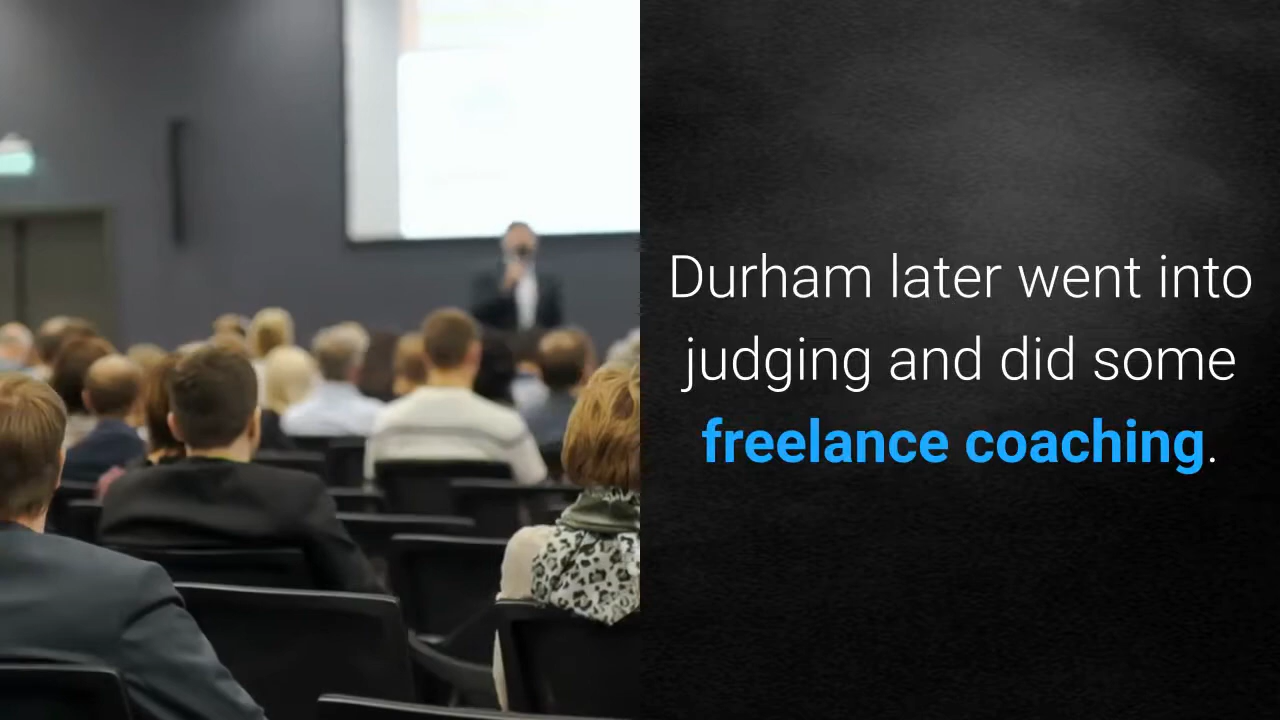 Durham later went into
judging and did some
freelance coaching.